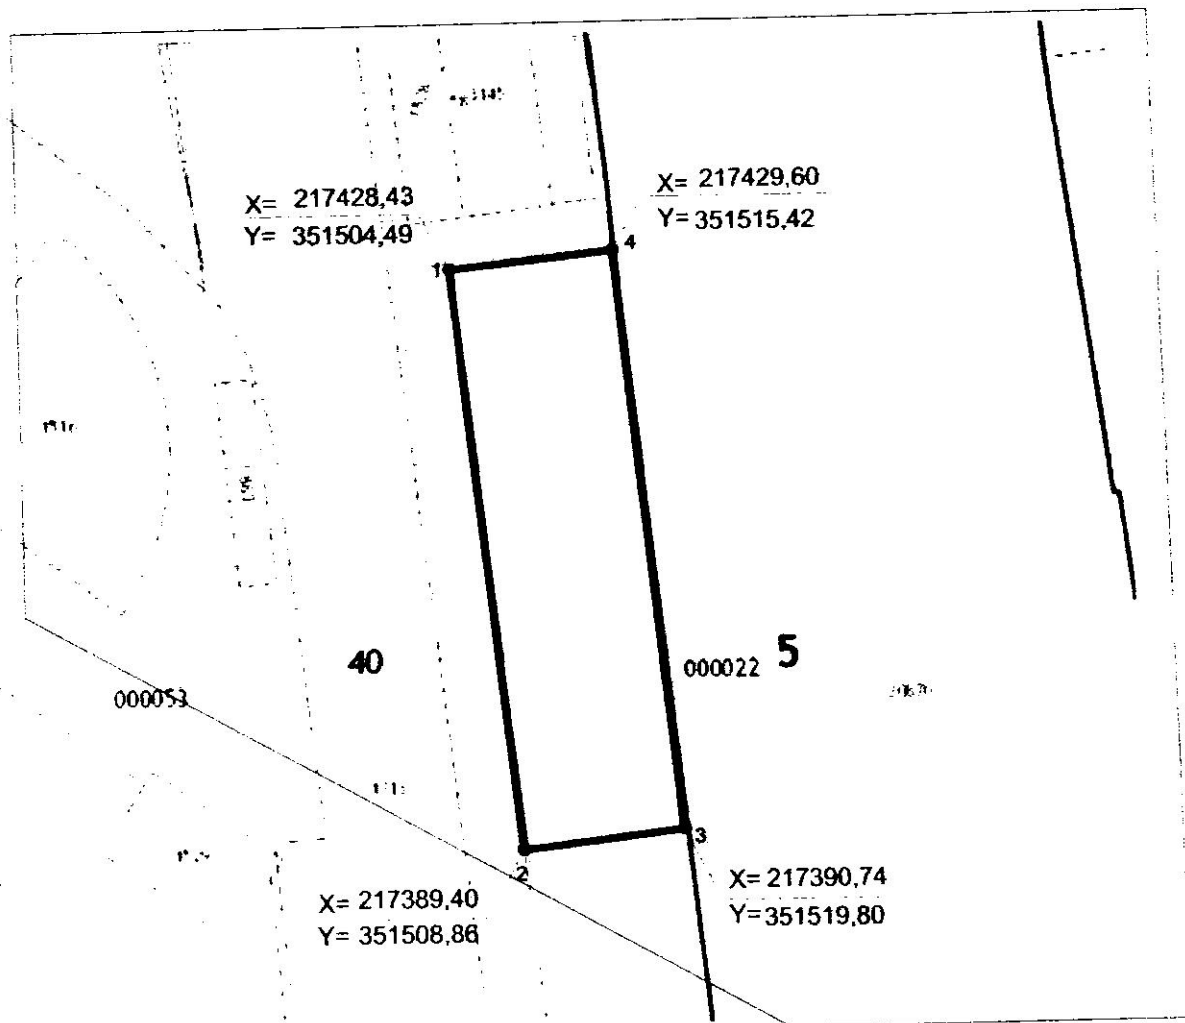 X= 217428,43
Y= 351504,49
X= 217429,60
Y= 351515,42
1
4
40
000053
000022
5
2
3
X= 217389,40
Y= 351508,86
X= 217390,74
Y= 351519,80